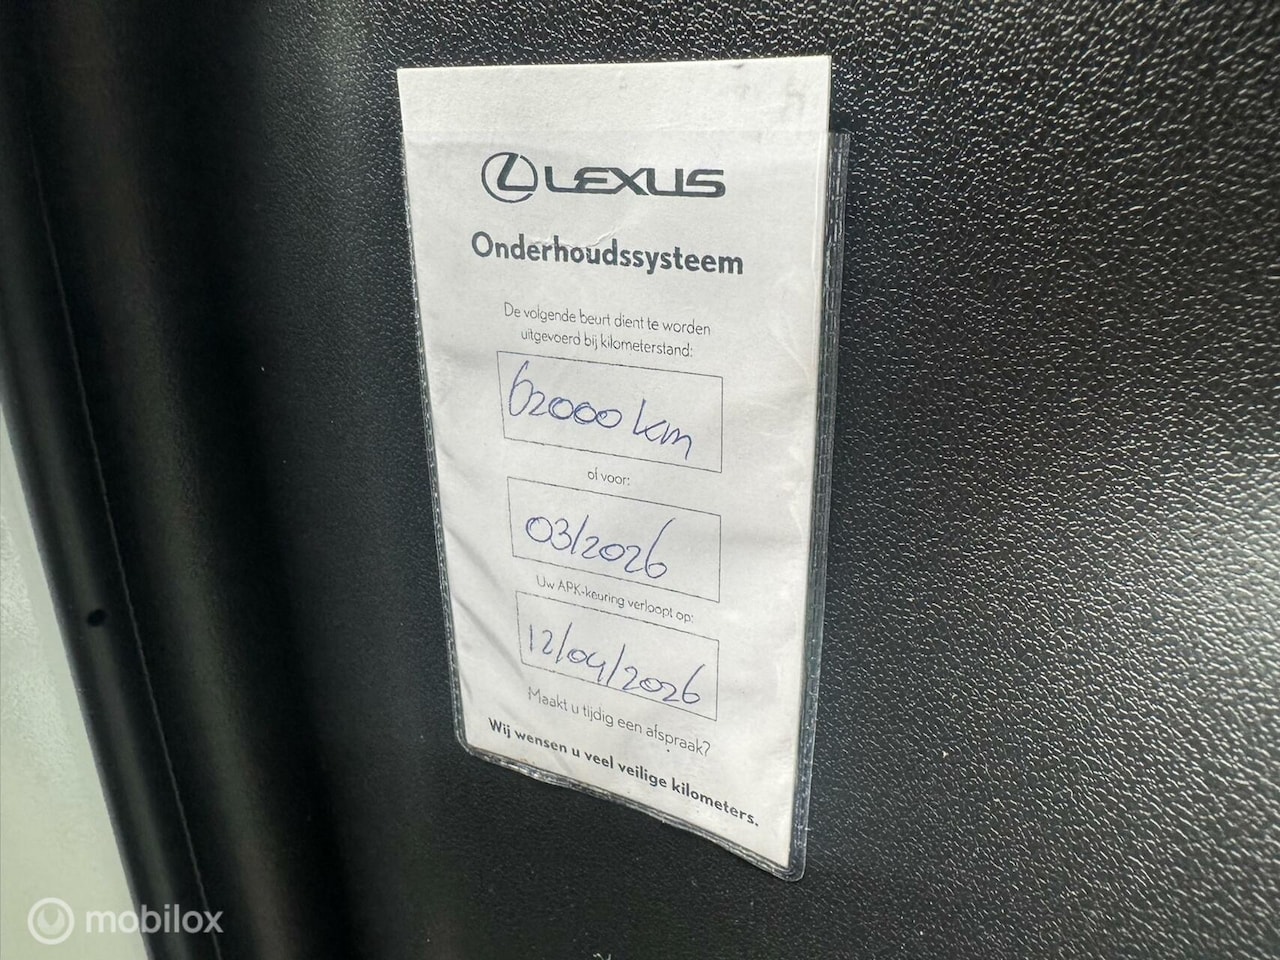 LEXUS
Onderhoudssysteem
De volgende beurt dient te worden
uitgevoerd bij kilometerstand:
62000 km
of voor:
03/2026
Uw APK-keuring verloopt op:
12/04/2026
Maakt u tijdig een afspraak?
Wij wensen u veel veilige kilometers.
mobilox